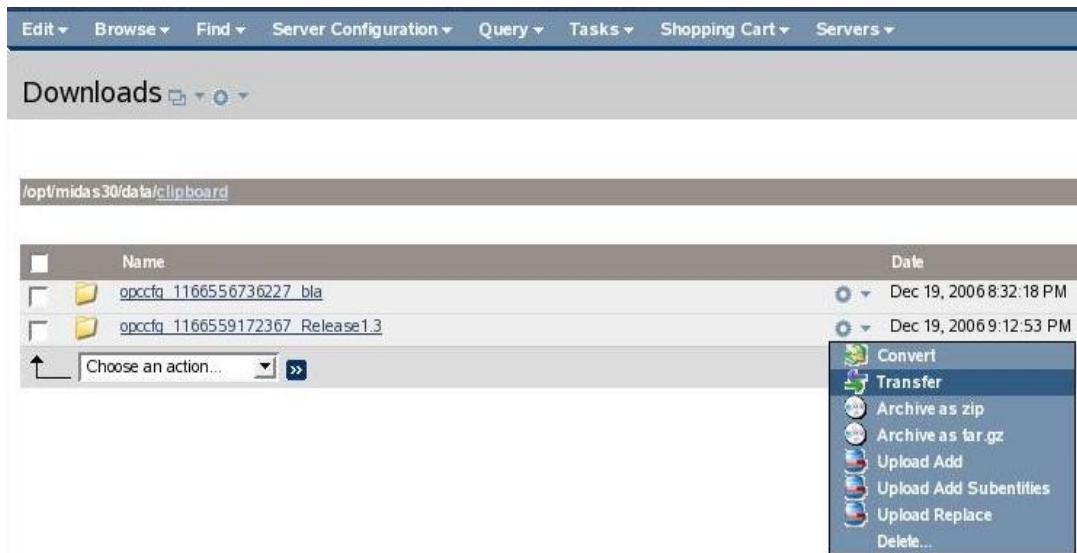 Edit Browse Find Server Configuration Query Tasks Shopping Cart Servers
Downloads
/opt/midas30/data/clipboard
Name Date
opccfg_1166556736227_bla Dec 19, 2006 8:32:18 PM
opccfg_1166559172367_Release1.3 Dec 19, 2006 9:12:53 PM
Choose an action...
Convert
Transfer
Archive as zip
Archive as tar.gz
Upload Add
Upload Add Subentities
Upload Replace
Delete...